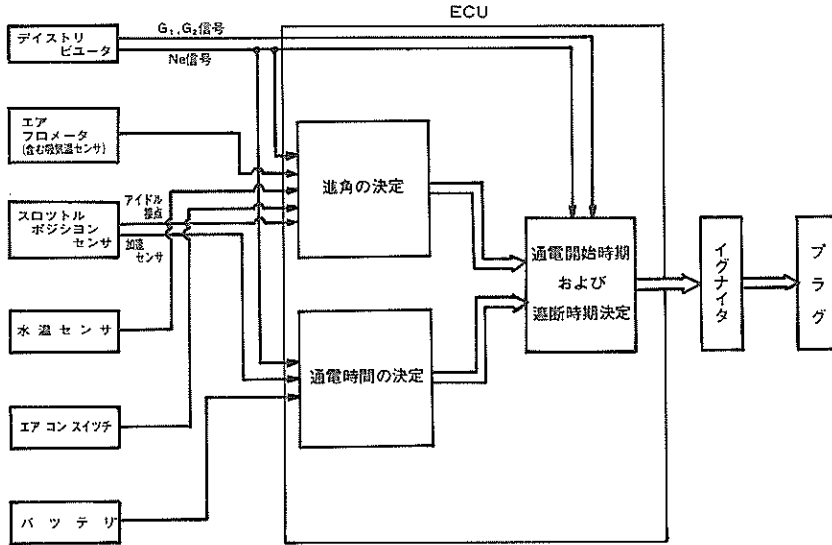 ECU
デイストリ
ビユータ
G₁,G₂信号
Ne信号
エア
フロメータ
(含む吸気温センサ)
スロツトル
ポジシヨン
センサ
アイドル
接点
加速
センサ
水温センサ
エアコンスイツチ
バツテリ
進角の決定
通電時間の決定
通電開始時期
および
遮断時期決定
イグナイタ
プラグ